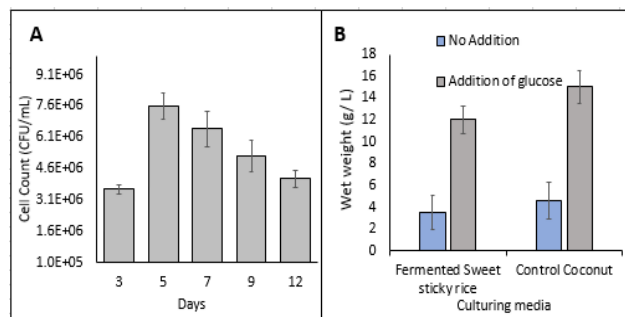 A
9.1E+06
7.6E+06
6.1E+06
4.6E+06
3.1E+06
1.6E+06
1.0E+05
Cell Count (CFU/mL)
3 5 7 9 12
Days
B
No Addition
Addition of glucose
18
16
14
12
10
8
6
4
2
0
Wet weight (g/ L)
Fermented Sweet
sticky rice
Control Coconut
Culturing media